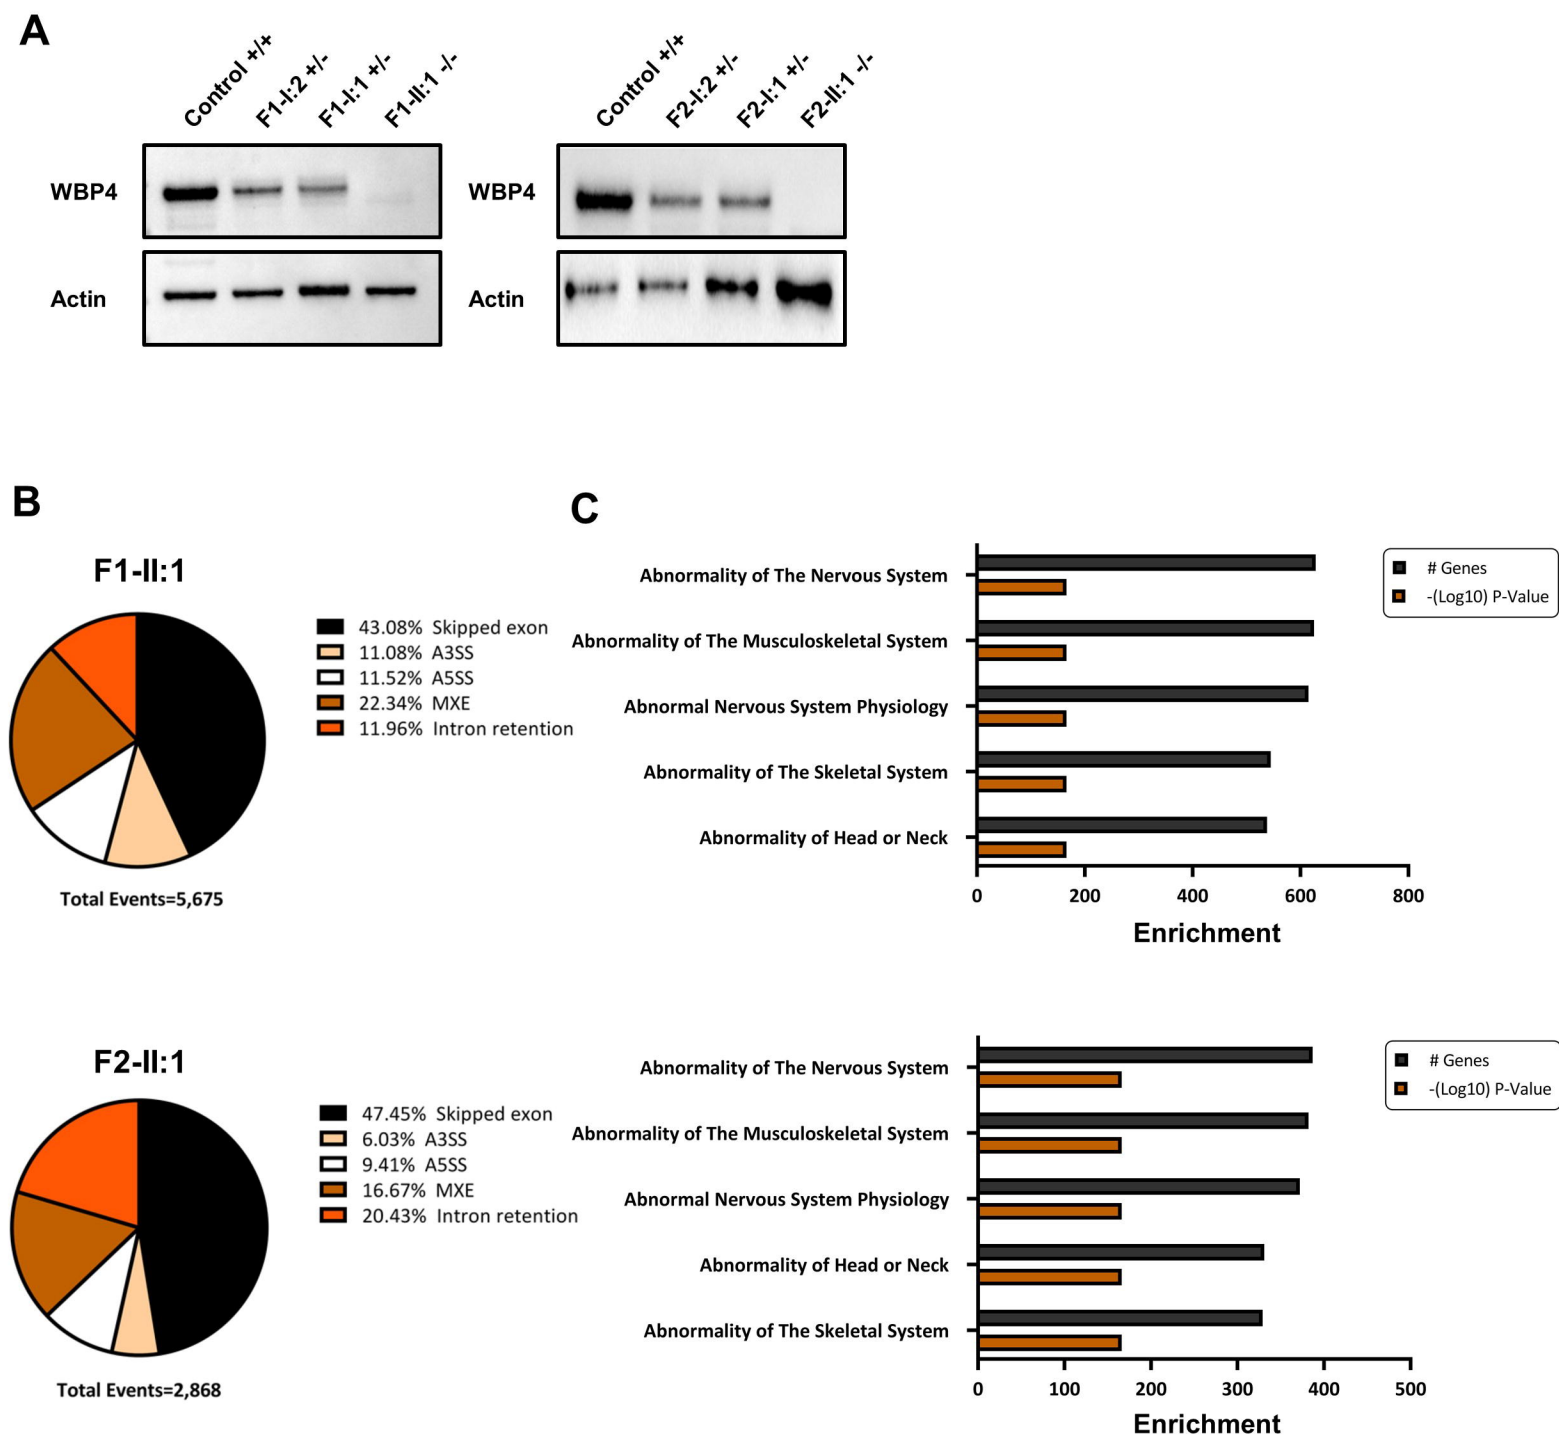 A
Control +/+
F1-I:2 +/-
F1-I:1 +/-
F1-II:1 -/-
WBP4
Actin
Control +/+
F2-I:2 +/-
F2-I:1 +/-
F2-II:1 -/-
WBP4
Actin
B
F1-II:1
43.08% Skipped exon
11.08% A3SS
11.52% A5SS
22.34% MXE
11.96% Intron retention
Total Events=5,675
F2-II:1
47.45% Skipped exon
6.03% A3SS
9.41% A5SS
16.67% MXE
20.43% Intron retention
Total Events=2,868
C
Abnormality of The Nervous System
Abnormality of The Musculoskeletal System
Abnormal Nervous System Physiology
Abnormality of The Skeletal System
Abnormality of Head or Neck
0 200 400 600 800
Enrichment
# Genes
-(Log10) P-Value
Abnormality of The Nervous System
Abnormality of The Musculoskeletal System
Abnormal Nervous System Physiology
Abnormality of Head or Neck
Abnormality of The Skeletal System
0 100 200 300 400 500
Enrichment
# Genes
-(Log10) P-Value